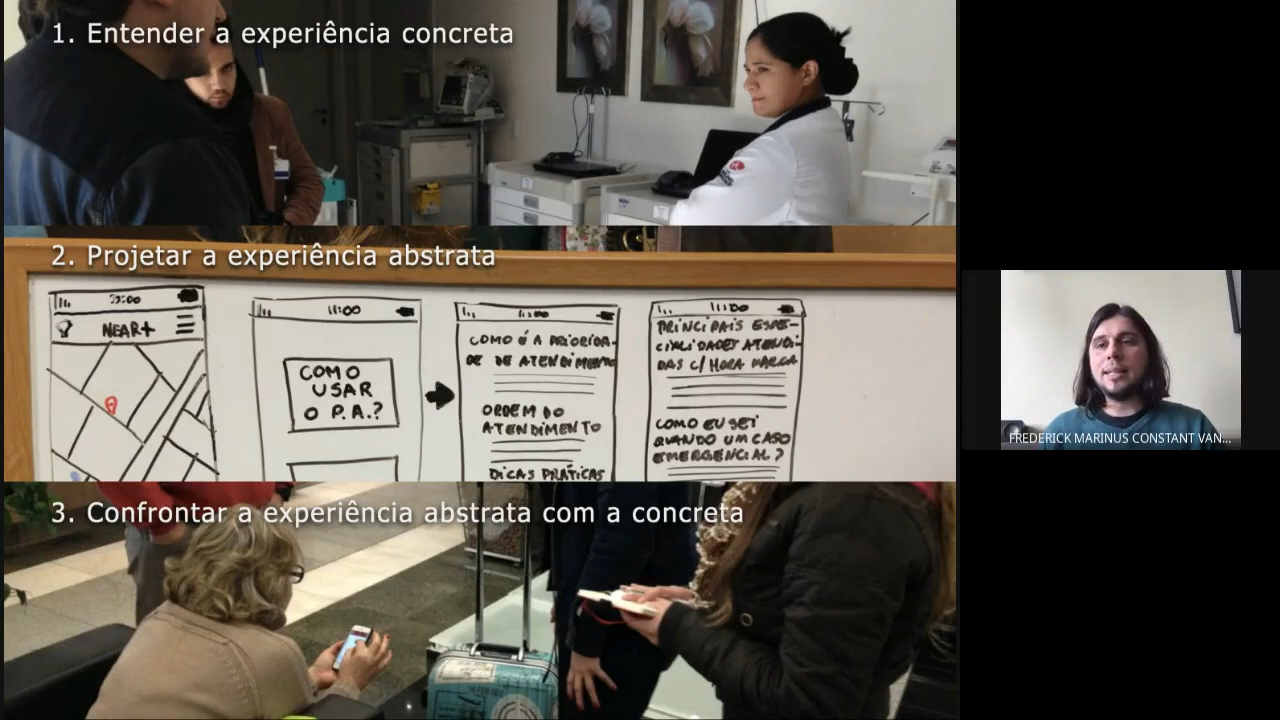 1. Entender a experiência concreta
2. Projetar a experiência abstrata
11:00
11:00
11:00
NEAR+
COMO
USAR
O P.A.?
COMO É A PRIORIDA-
DE DE ATENDIMENTO
ORDEM DO
ATENDIMENTO
DICAS PRÁTICAS
PRINCIPAIS ESPE-
CIALIDADES ATENDI-
DAS C/ HORA MARCA
COMO EU SEI
QUANDO UM CASO
EMERGENCIAL?
3. Confrontar a experiência abstrata com a concreta
FREDERICK MARINUS CONSTANT VAN...